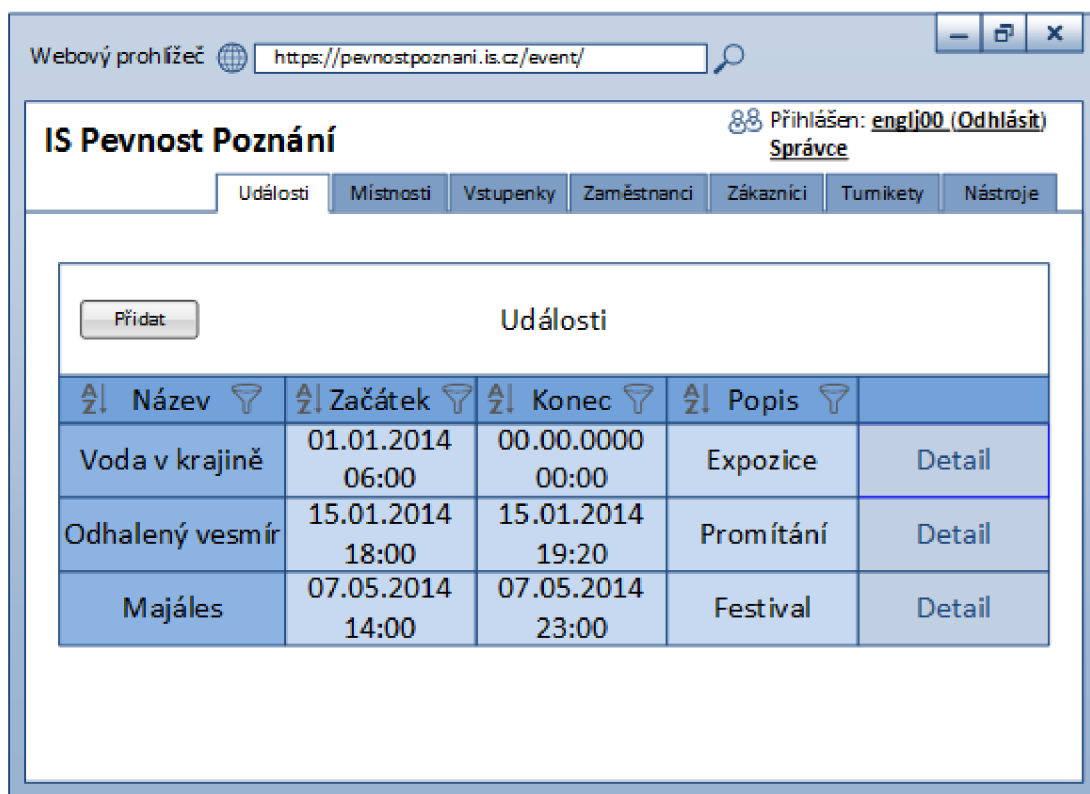 Webový prohlížeč https://pevnostpoznani.is.cz/event/
IS Pevnost Poznání
Přihlášen: englj00 (Odhlásit)
Správce
Události Místnosti Vstupenky Zaměstnanci Zákazníci Turnikety Nástroje
Přidat Události
Název Začátek Konec Popis
Voda v krajině 01.01.2014 06:00 00.00.0000 00:00 Expozice Detail
Odhalený vesmír 15.01.2014 18:00 15.01.2014 19:20 Promítání Detail
Majáles 07.05.2014 14:00 07.05.2014 23:00 Festival Detail